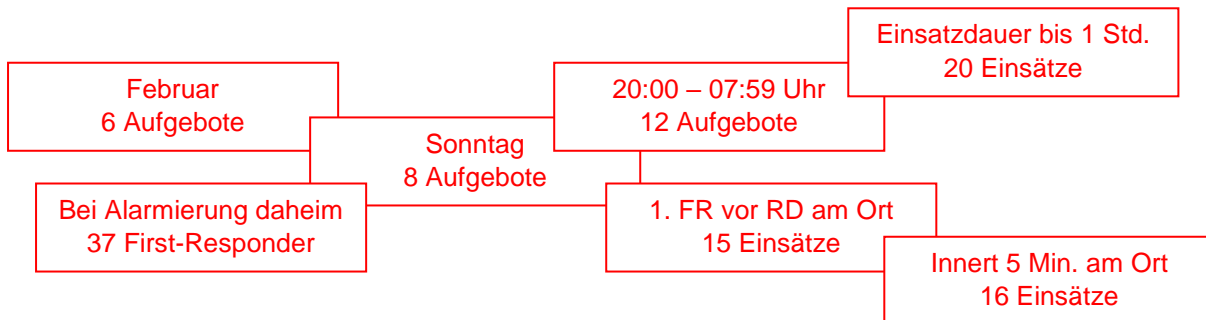 Einsatzdauer bis 1 Std.
20 Einsätze
Februar
6 Aufgebote
20:00 – 07:59 Uhr
12 Aufgebote
Sonntag
8 Aufgebote
Bei Alarmierung daheim
37 First-Responder
1. FR vor RD am Ort
15 Einsätze
Innert 5 Min. am Ort
16 Einsätze